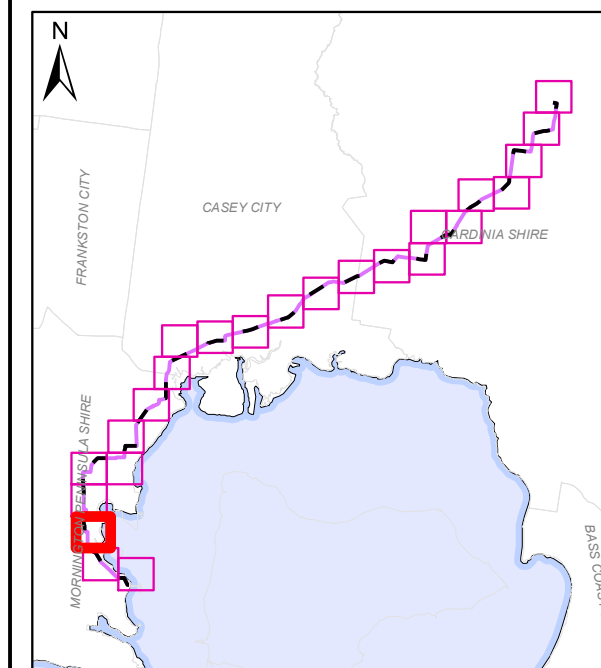 N
FRANKSTON CITY
CASEY CITY
CARDINIA SHIRE
MORNINGTON PENINSULA SHIRE
BASS COAST